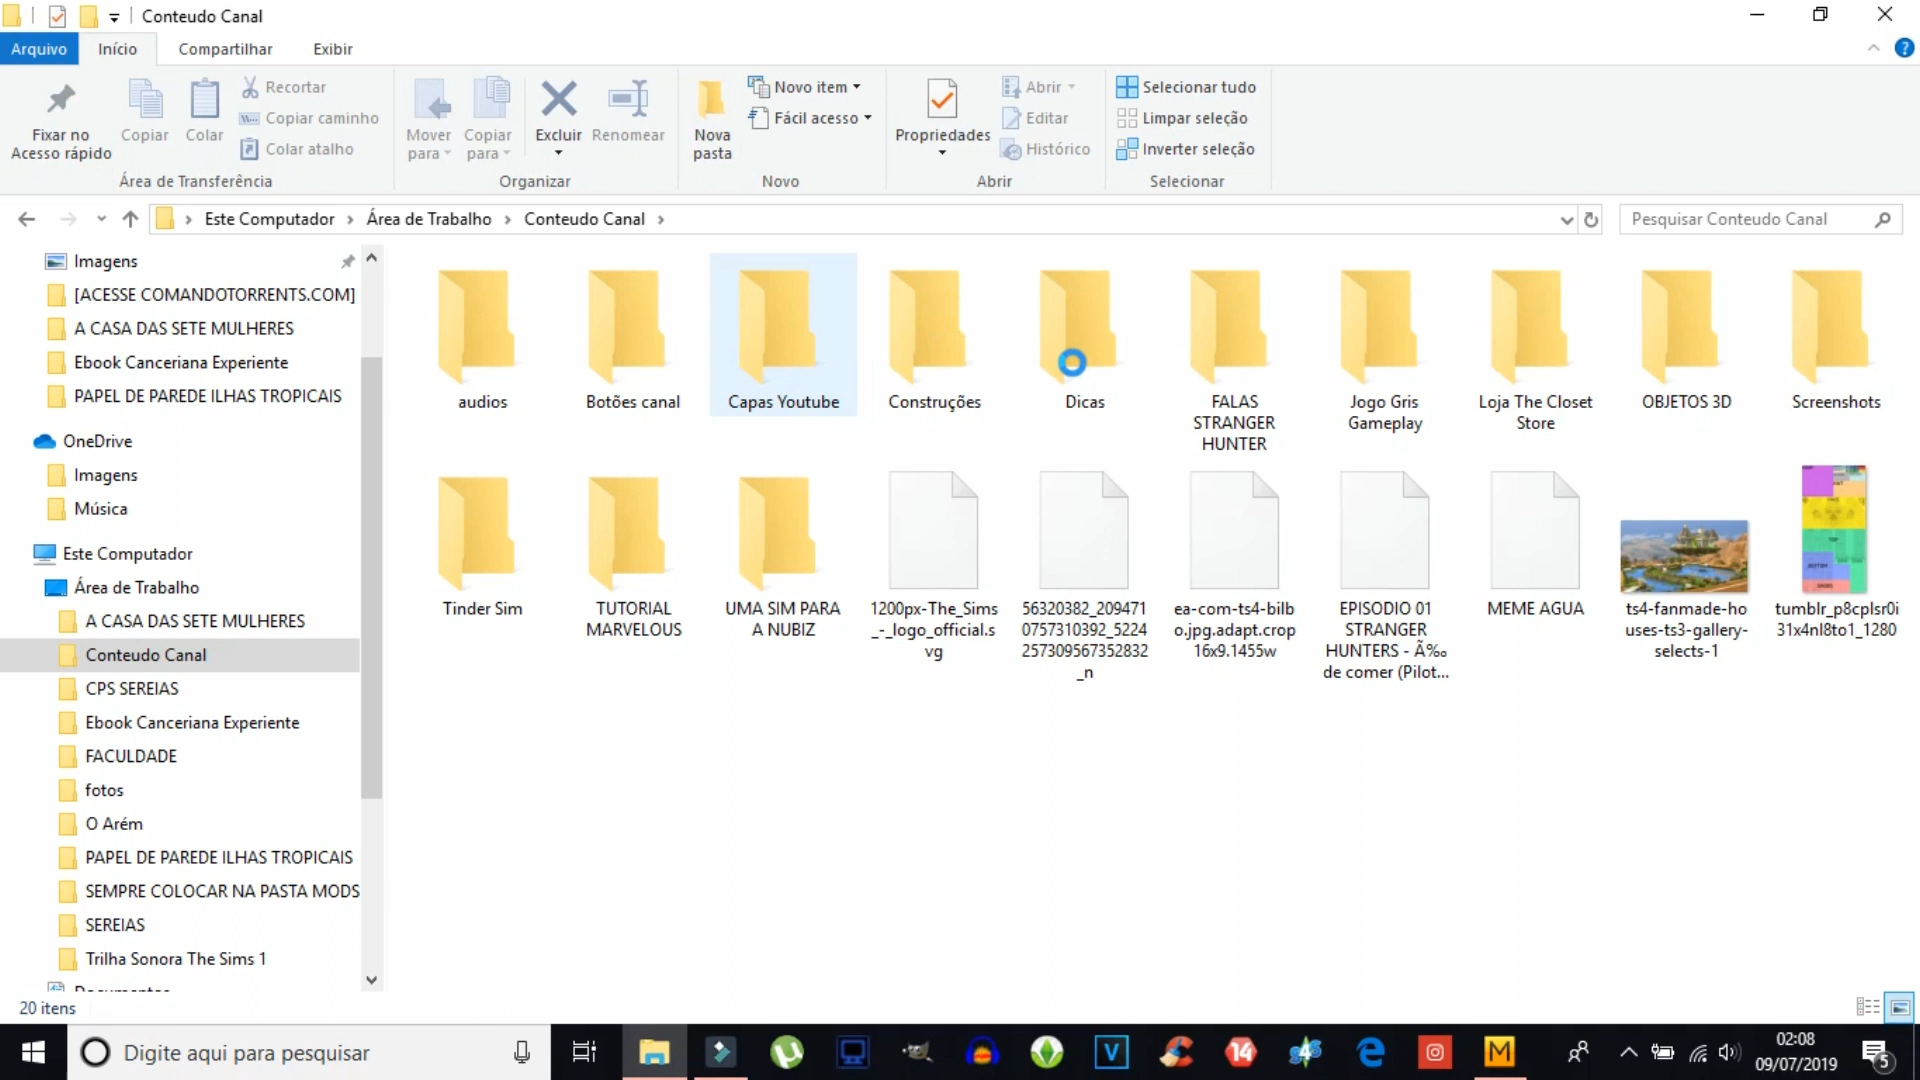 Conteudo Canal
Arquivo
Início
Compartilhar
Exibir
Fixar no
Acesso rápido
Copiar
Colar
Recortar
Copiar caminho
Colar atalho
Área de Transferência
Mover
para
Copiar
para
Excluir
Renomear
Organizar
Nova
pasta
Novo item
Fácil acesso
Novo
Propriedades
Abrir
Editar
Histórico
Abrir
Selecionar tudo
Limpar seleção
Inverter seleção
Selecionar
Este Computador > Área de Trabalho > Conteudo Canal >
Pesquisar Conteudo Canal
Imagens
[ACESSE COMANDOTORRENTS.COM]
A CASA DAS SETE MULHERES
Ebook Canceriana Experiente
PAPEL DE PAREDE ILHAS TROPICAIS
OneDrive
Imagens
Música
Este Computador
Área de Trabalho
A CASA DAS SETE MULHERES
Conteudo Canal
CPS SEREIAS
Ebook Canceriana Experiente
FACULDADE
fotos
O Arém
PAPEL DE PAREDE ILHAS TROPICAIS
SEMPRE COLOCAR NA PASTA MODS
SEREIAS
Trilha Sonora The Sims 1
audios
Botões canal
Capas Youtube
Construções
Dicas
FALAS
STRANGER
HUNTER
Jogo Gris
Gameplay
Loja The Closet
Store
OBJETOS 3D
Screenshots
Tinder Sim
TUTORIAL
MARVELOUS
UMA SIM PARA
A NUBIZ
1200px-The_Sims
_-_logo_official.s
vg
56320382_209471
0757310392_5224
257309567352832
_n
ea-com-ts4-bilb
o.jpg.adapt.crop
16x9.1455w
EPISODIO 01
STRANGER
HUNTERS - Ã‰
de comer (Pilot...
MEME AGUA
ts4-fanmade-ho
uses-ts3-gallery-
selects-1
tumblr_p8cplsr0i
31x4nl8to1_1280
20 itens
Digite aqui para pesquisar
V
14
M
02:08
09/07/2019
5